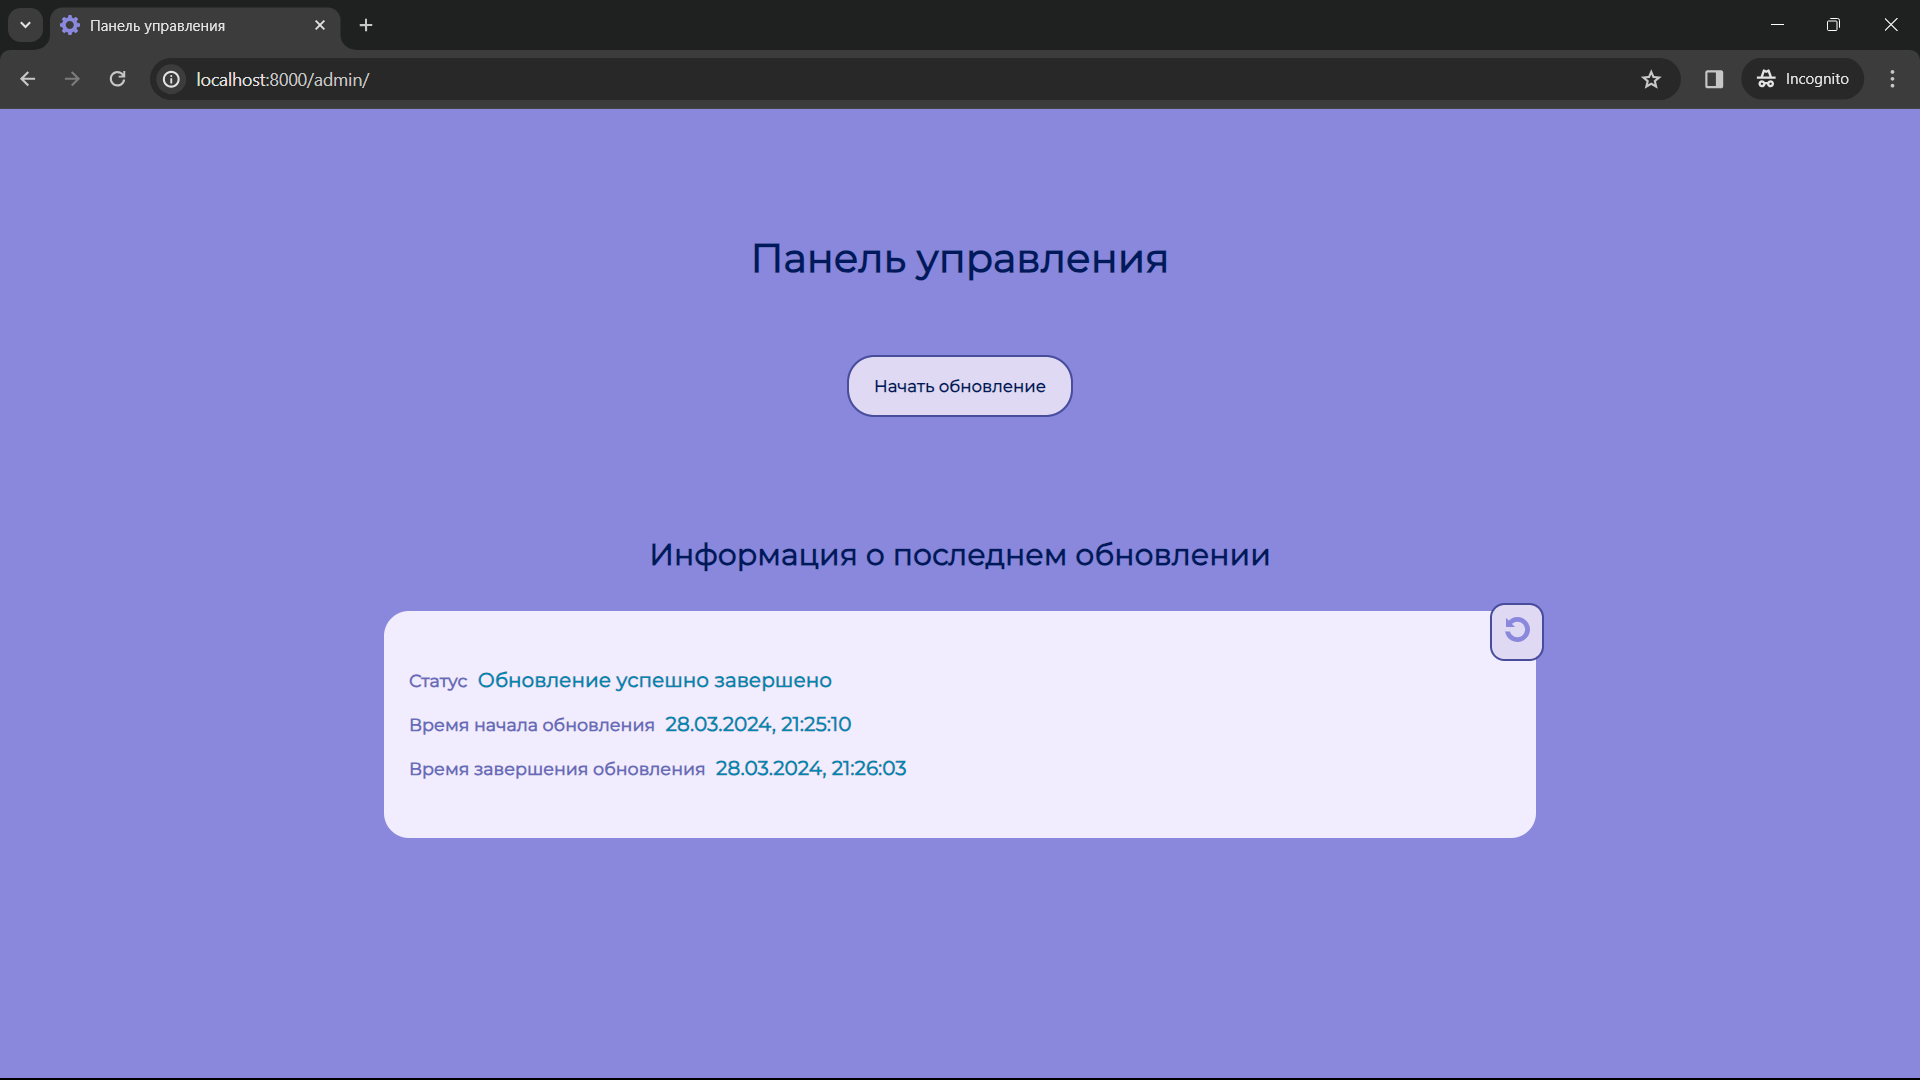 Панель управления
localhost:8000/admin/
Incognito
Панель управления
Начать обновление
Информация о последнем обновлении
Статус Обновление успешно завершено
Время начала обновления 28.03.2024, 21:25:10
Время завершения обновления 28.03.2024, 21:26:03